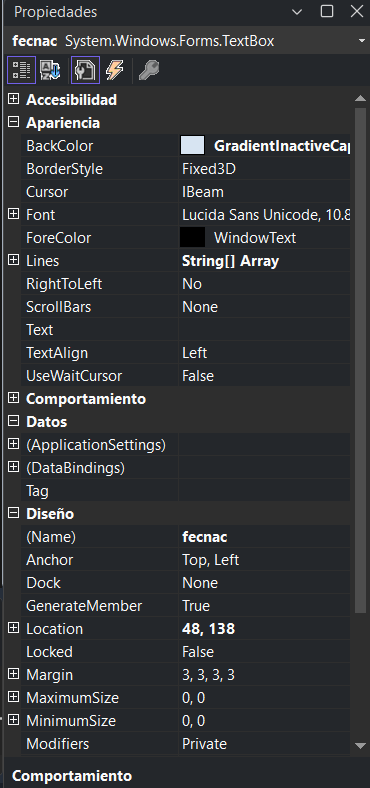 Propiedades
fecnac System.Windows.Forms.TextBox
Accesibilidad
Apariencia
BackColor GradientInactiveCap
BorderStyle Fixed3D
Cursor IBeam
Font Lucida Sans Unicode, 10.8
ForeColor WindowText
Lines String[] Array
RightToLeft No
ScrollBars None
Text
TextAlign Left
UseWaitCursor False
Comportamiento
Datos
(ApplicationSettings)
(DataBindings)
Tag
Diseño
(Name) fecnac
Anchor Top, Left
Dock None
GenerateMember True
Location 48, 138
Locked False
Margin 3, 3, 3, 3
MaximumSize 0, 0
MinimumSize 0, 0
Modifiers Private
Comportamiento